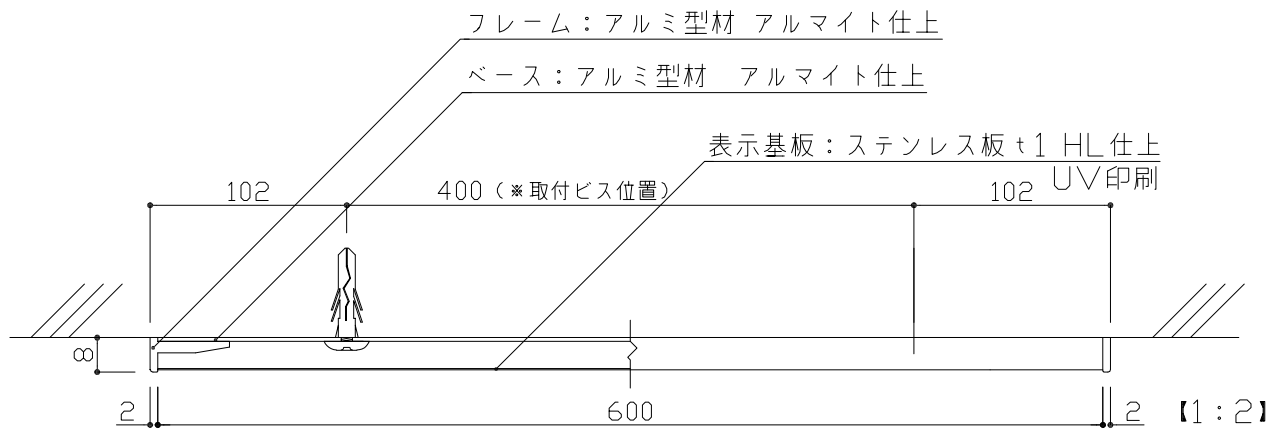 フレーム：アルミ型材 アルマイト仕上
ベース：アルミ型材　アルマイト仕上
表示基板：ステンレス板 t1 HL仕上
UV印刷
102
400（※取付ビス位置）
102
8
2
600
2
【1：2】